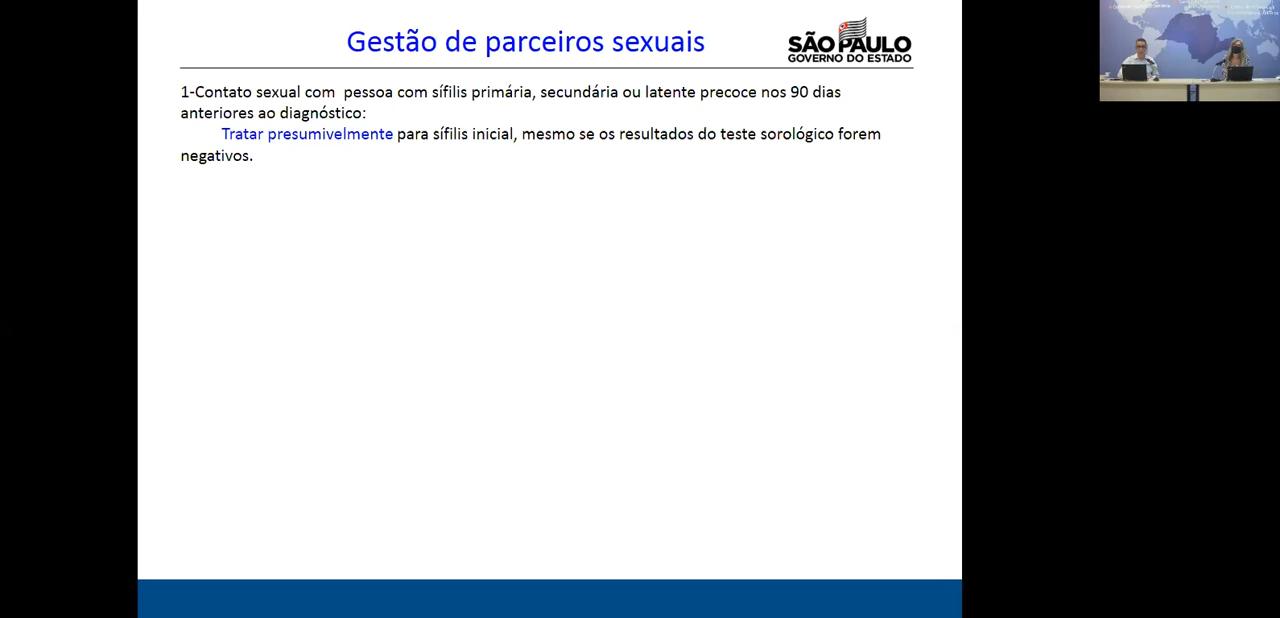 Gestão de parceiros sexuais
SÃO PAULO
GOVERNO DO ESTADO
1-Contato sexual com  pessoa com sífilis primária, secundária ou latente precoce nos 90 dias
anteriores ao diagnóstico:
Tratar presumivelmente para sífilis inicial, mesmo se os resultados do teste sorológico forem
negativos.